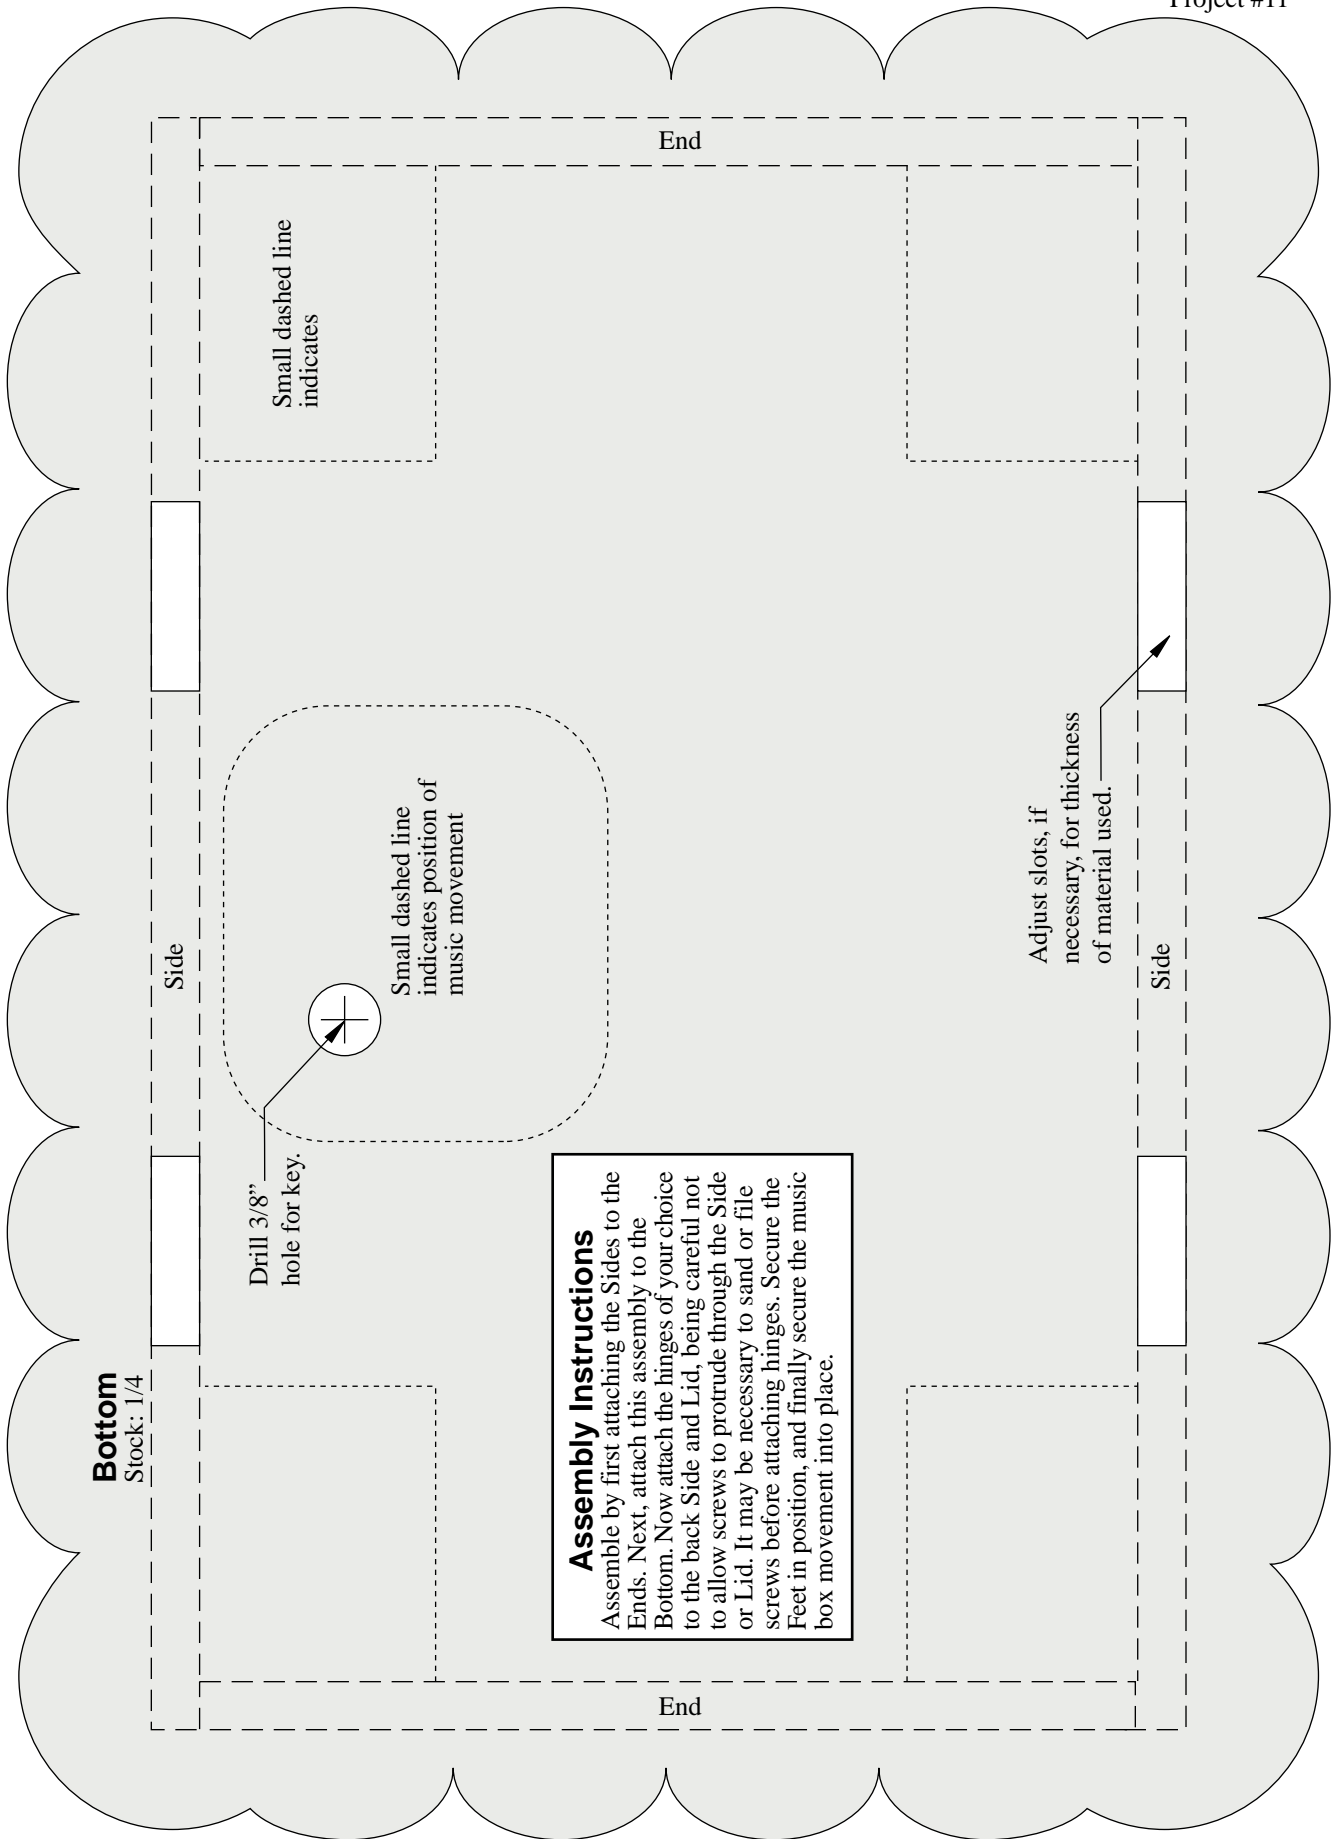 Project #11
Bottom
Stock: 1/4
Side
Drill 3/8”
hole for key.
Small dashed line
indicates
Small dashed line
indicates position of
music movement
End
End
Assembly Instructions
Assemble by first attaching the Sides to the
Ends. Next, attach this assembly to the
Bottom. Now attach the hinges of your choice
to the back Side and Lid, being careful not
to allow screws to protrude through the Side
or Lid. It may be necessary to sand or file
screws before attaching hinges. Secure the
Feet in position, and finally secure the music
box movement into place.
Adjust slots, if
necessary, for thickness
of material used.
Side